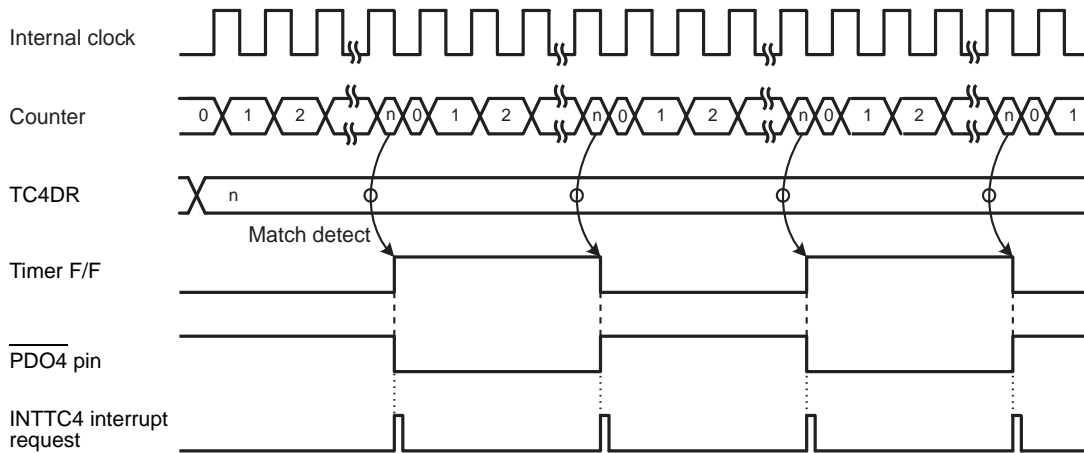 Internal clock
Counter
0 1 2 n 0 1 2 n 0 1 2 n 0 1 2 n 0 1
TC4DR
n
Match detect
Timer F/F
PDO4 pin
INTTC4 interrupt
request